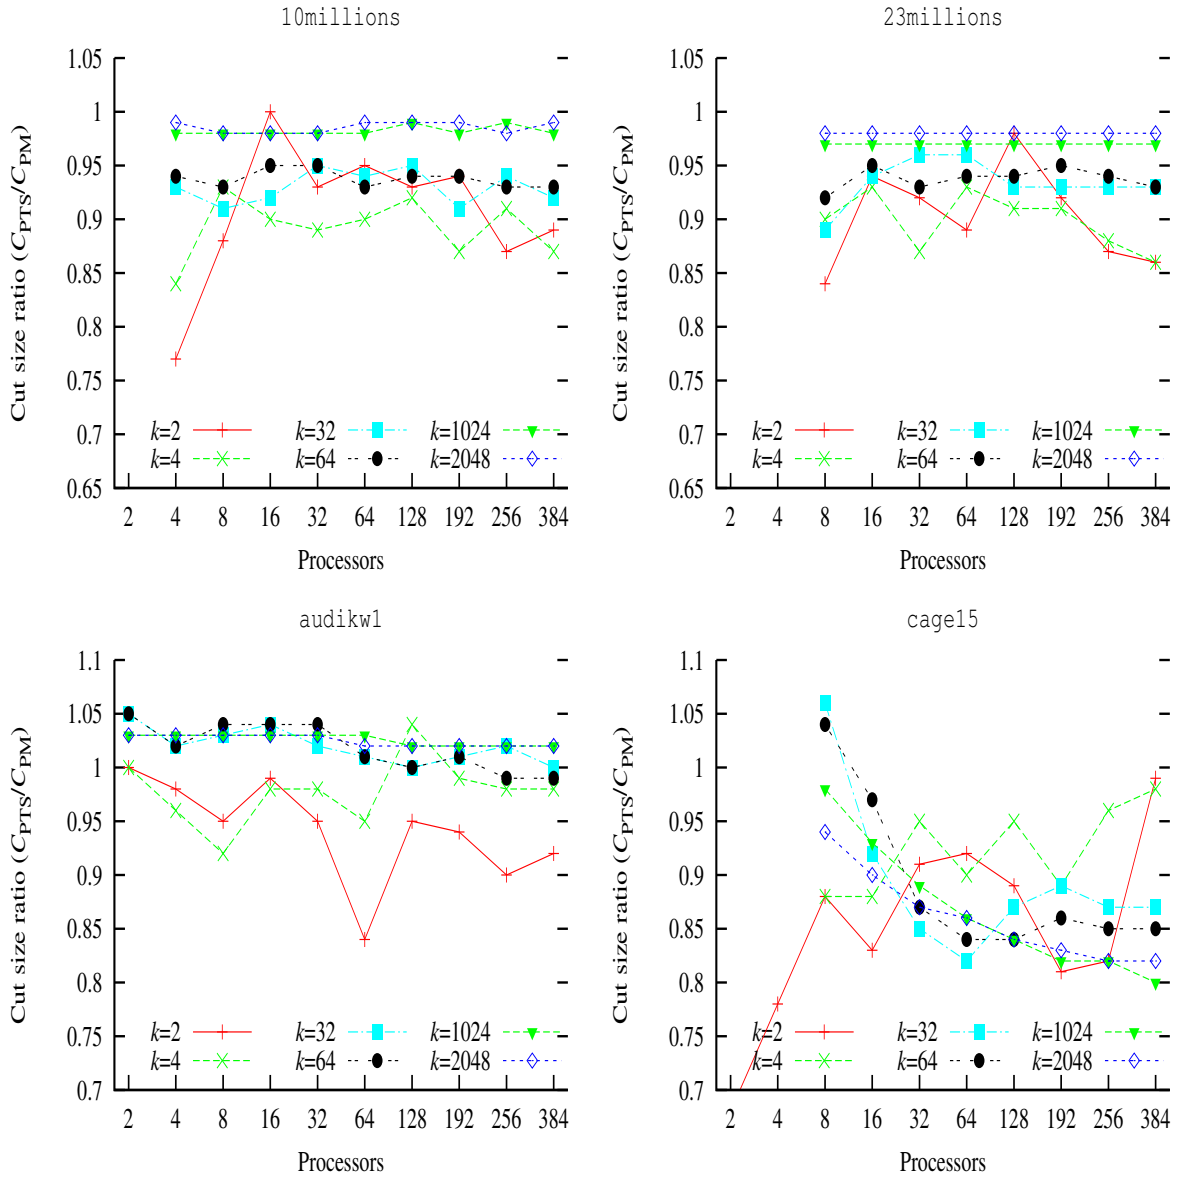 10millions
1.05
1
0.95
0.9
0.85
0.8
0.75
0.7
0.65
Cut size ratio (C_PTS/C_PM)
k=2 k=32 k=1024
k=4 k=64 k=2048
2 4 8 16 32 64 128 192 256 384
Processors
23millions
1.05
1
0.95
0.9
0.85
0.8
0.75
0.7
0.65
Cut size ratio (C_PTS/C_PM)
k=2 k=32 k=1024
k=4 k=64 k=2048
2 4 8 16 32 64 128 192 256 384
Processors
audikw1
1.1
1.05
1
0.95
0.9
0.85
0.8
0.75
0.7
Cut size ratio (C_PTS/C_PM)
k=2 k=32 k=1024
k=4 k=64 k=2048
2 4 8 16 32 64 128 192 256 384
Processors
cage15
1.1
1.05
1
0.95
0.9
0.85
0.8
0.75
0.7
Cut size ratio (C_PTS/C_PM)
k=2 k=32 k=1024
k=4 k=64 k=2048
2 4 8 16 32 64 128 192 256 384
Processors